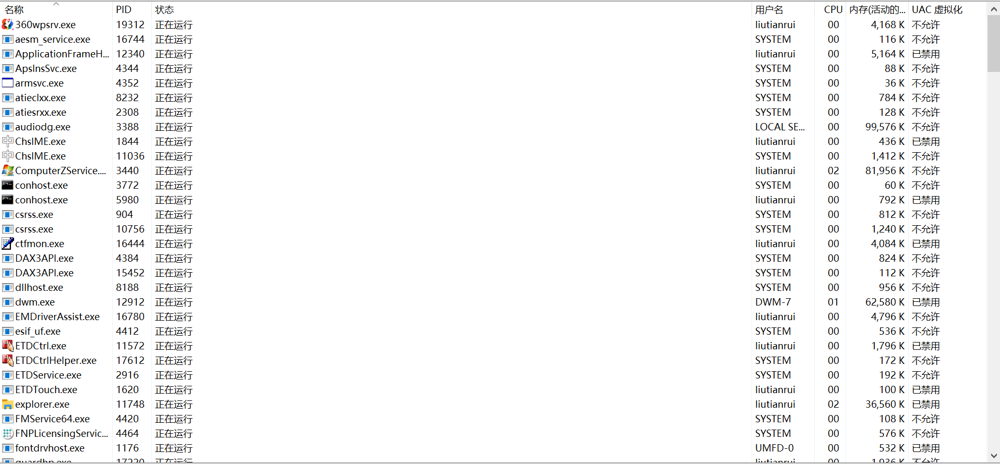 名称 PID 状态 用户名 CPU 内存(活动的... UAC 虚拟化
360wpsrv.exe 19312 正在运行 liutianrui 00 4,168 K 不允许
aesm_service.exe 16744 正在运行 SYSTEM 00 116 K 不允许
ApplicationFrameH... 12340 正在运行 liutianrui 00 5,164 K 已禁用
ApsInsSvc.exe 4344 正在运行 SYSTEM 00 88 K 不允许
armsvc.exe 4352 正在运行 SYSTEM 00 36 K 不允许
atieclxx.exe 8232 正在运行 SYSTEM 00 784 K 不允许
atiesrxx.exe 2308 正在运行 SYSTEM 00 128 K 不允许
audiodg.exe 3388 正在运行 LOCAL SE... 00 99,576 K 不允许
ChsIME.exe 1844 正在运行 liutianrui 00 436 K 已禁用
ChsIME.exe 11036 正在运行 SYSTEM 00 1,412 K 不允许
ComputerZService.... 3440 正在运行 liutianrui 02 81,956 K 不允许
conhost.exe 3772 正在运行 SYSTEM 00 60 K 不允许
conhost.exe 5980 正在运行 liutianrui 00 792 K 已禁用
csrss.exe 904 正在运行 SYSTEM 00 812 K 不允许
csrss.exe 10756 正在运行 SYSTEM 00 1,240 K 不允许
ctfmon.exe 16444 正在运行 liutianrui 00 4,084 K 已禁用
DAX3API.exe 4384 正在运行 SYSTEM 00 824 K 不允许
DAX3API.exe 15452 正在运行 SYSTEM 00 112 K 不允许
dllhost.exe 8188 正在运行 SYSTEM 00 956 K 不允许
dwm.exe 12912 正在运行 DWM-7 01 62,580 K 已禁用
EMDriverAssist.exe 16780 正在运行 liutianrui 00 4,796 K 不允许
esif_uf.exe 4412 正在运行 SYSTEM 00 536 K 不允许
ETDCtrl.exe 11572 正在运行 liutianrui 00 1,796 K 已禁用
ETDCtrlHelper.exe 17612 正在运行 SYSTEM 00 172 K 不允许
ETDService.exe 2916 正在运行 SYSTEM 00 192 K 不允许
ETDTouch.exe 1620 正在运行 liutianrui 00 100 K 已禁用
explorer.exe 11748 正在运行 liutianrui 02 36,560 K 已禁用
FMService64.exe 4420 正在运行 SYSTEM 00 108 K 不允许
FNPLicensingServic... 4464 正在运行 SYSTEM 00 576 K 不允许
fontdrvhost.exe 1176 正在运行 UMFD-0 00 532 K 已禁用
guardhp.exe 17220 正在运行 liutianrui 00 1,936 K 不允许